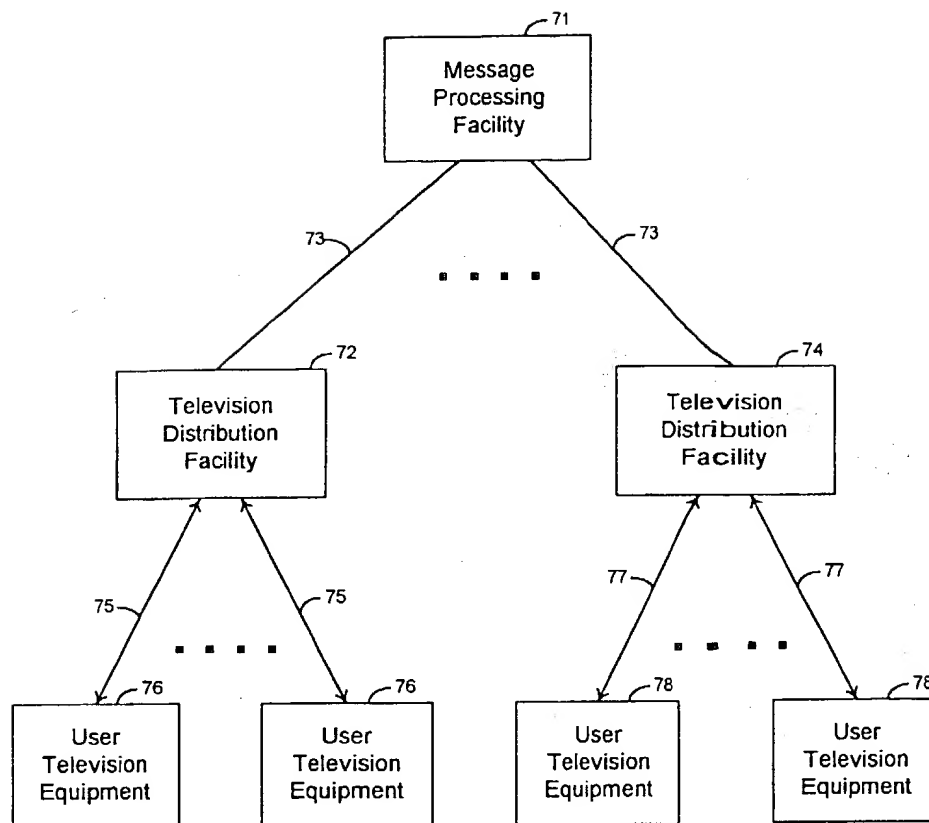 71
Message
Processing
Facility
73
73
72
74
Television
Distribution
Facility
Television
Distribution
Facility
75
75
77
77
76
76
78
78
User
Television
Equipment
User
Television
Equipment
User
Television
Equipment
User
Television
Equipment